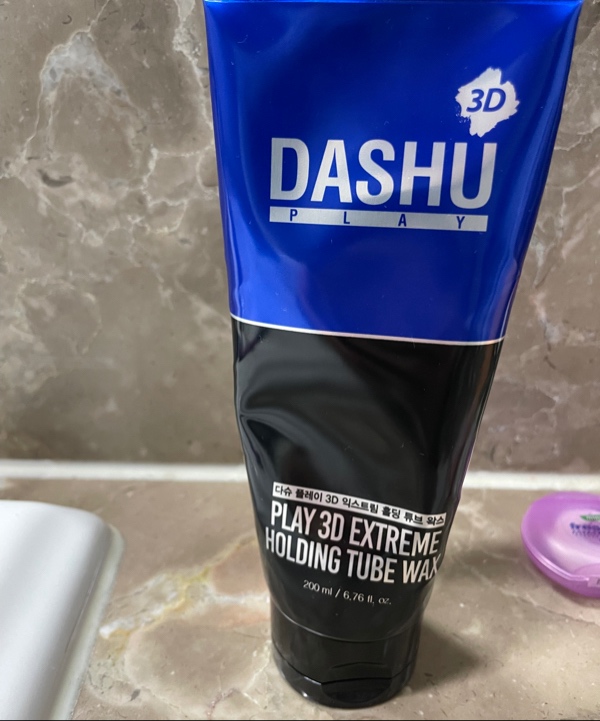 3D
DASHU
PLAY
다슈 플레이 3D 익스트림 홀딩 튜브 왁스
PLAY 3D EXTREME
HOLDING TUBE WAX
200 ml / 6.76 fl. oz.